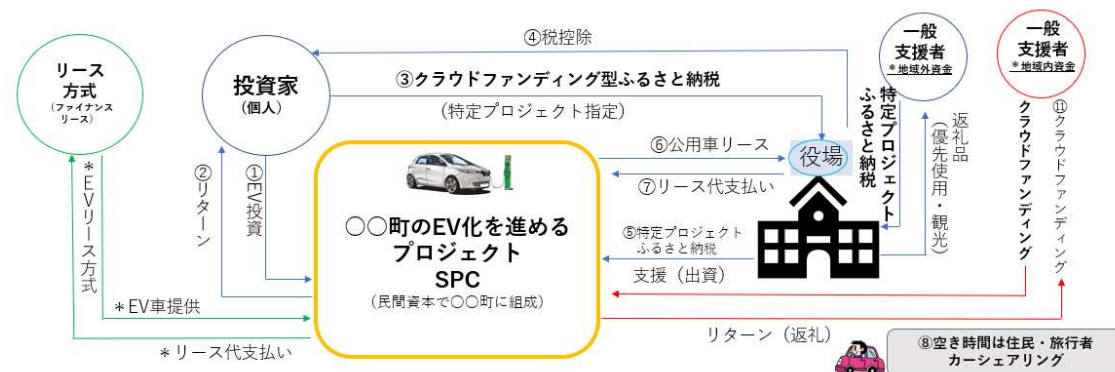 リース
方式
(ファイナンス
リース)
投資家
(個人)
④税控除
③クラウドファンディング型ふるさと納税
(特定プロジェクト指定)
一般
支援者
*地域外資金
一般
支援者
*地域内資金
*EVリース方式
②リターン
①EV投資
〇〇町のEV化を進める
プロジェクト
SPC
(民間資本で〇〇町に組成)
⑥公用車リース
⑦リース代支払い
役場
特定プロジェクト
ふるさと納税
返礼品
(優先使用・観光)
クラウドファンディング
⑪クラウドファンディング
⑤特定プロジェクト
ふるさと納税
支援（出資）
*EV車提供
*リース代支払い
リターン（返礼）
⑧空き時間は住民・旅行者
カーシェアリング